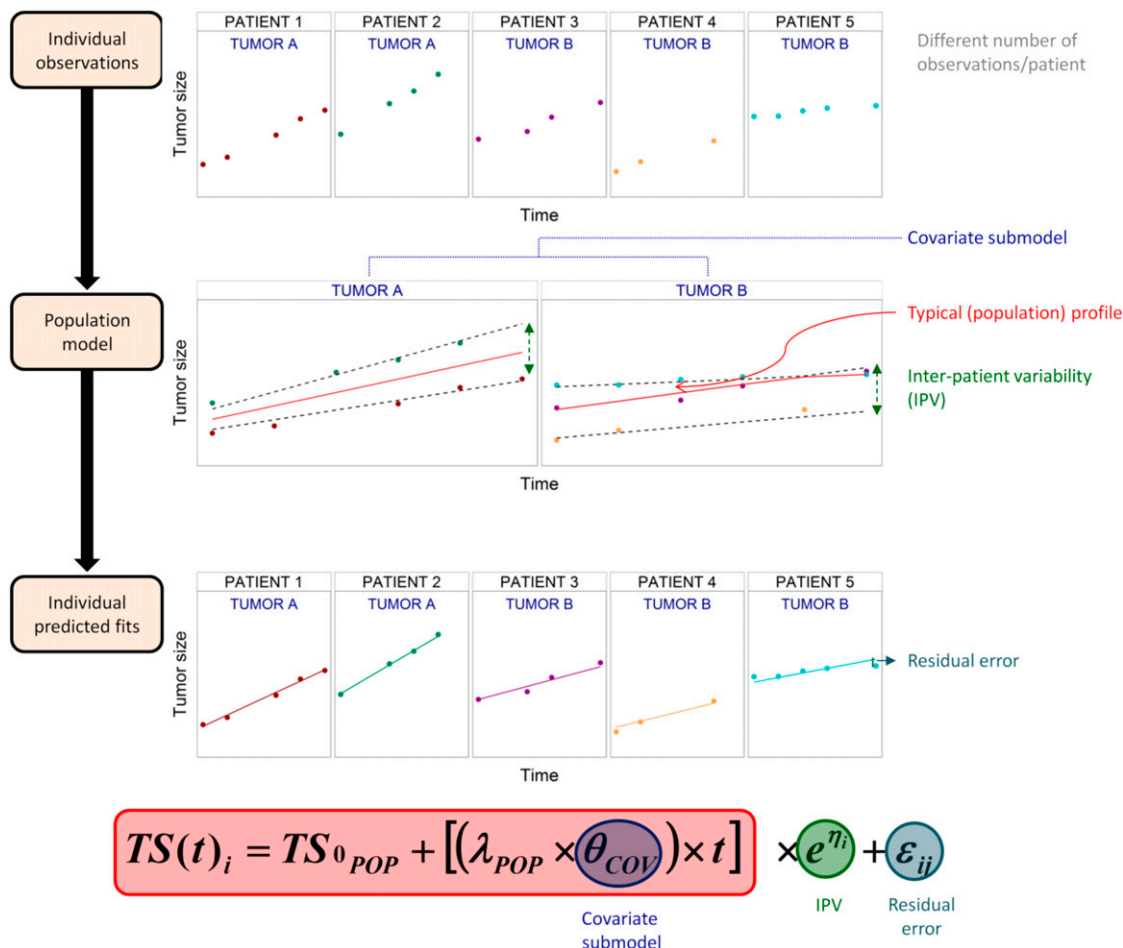 Individual
observations
PATIENT 1 PATIENT 2 PATIENT 3 PATIENT 4 PATIENT 5
TUMOR A TUMOR A TUMOR B TUMOR B TUMOR B
Tumor size
Time
Different number of
observations/patient
Covariate submodel
Population
model
TUMOR A TUMOR B
Tumor size
Time
Typical (population) profile
Inter-patient variability
(IPV)
Individual
predicted fits
PATIENT 1 PATIENT 2 PATIENT 3 PATIENT 4 PATIENT 5
TUMOR A TUMOR A TUMOR B TUMOR B TUMOR B
Tumor size
Time
Residual error
TS(t)i = TS0POP + [(λPOP × θCOV) × t] × e^ηi + εij
Covariate
submodel
IPV
Residual
error